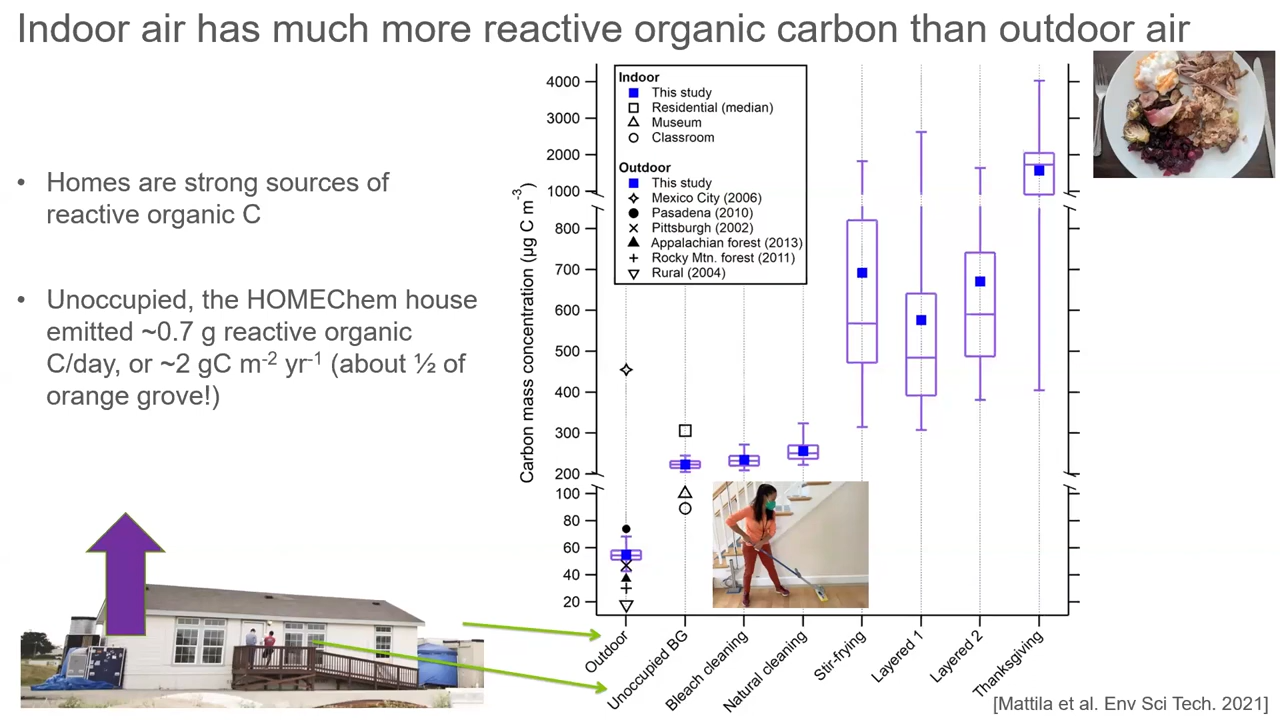 Indoor air has much more reactive organic carbon than outdoor air
• Homes are strong sources of
reactive organic C
• Unoccupied, the HOMEChem house
emitted ~0.7 g reactive organic
C/day, or ~2 gC m-2 yr-1 (about ½ of
orange grove!)
Carbon mass concentration (µg C m-3)
4000
3000
2000
1000
800
700
600
500
400
300
200
100
80
60
40
20
Indoor
This study
Residential (median)
Museum
Classroom
Outdoor
This study
Mexico City (2006)
Pasadena (2010)
Pittsburgh (2002)
Appalachian forest (2013)
Rocky Mtn. forest (2011)
Rural (2004)
Outdoor
Unoccupied BG
Bleach cleaning
Natural cleaning
Stir-frying
Layered 1
Layered 2
Thanksgiving
[Mattila et al. Env Sci Tech. 2021]